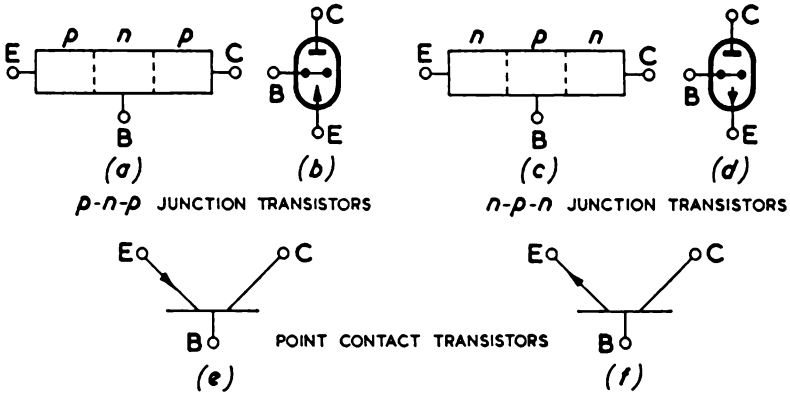 p n p
E C
B
(a)
C
B
E
(b)
n p n
E C
B
(c)
C
B
E
(d)
p-n-p JUNCTION TRANSISTORS
n-p-n JUNCTION TRANSISTORS
E C
B
(e)
POINT CONTACT TRANSISTORS
E C
B
(f)